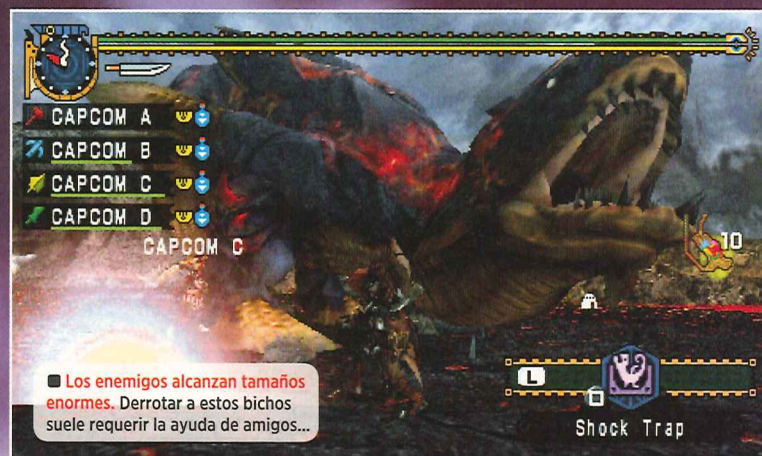 CAPCOM A
CAPCOM B
CAPCOM C
CAPCOM D
CAPCOM C
10
L
Shock Trap
Los enemigos alcanzan tamaños
enormes. Derrotar a estos bichos
suele requerir la ayuda de amigos...